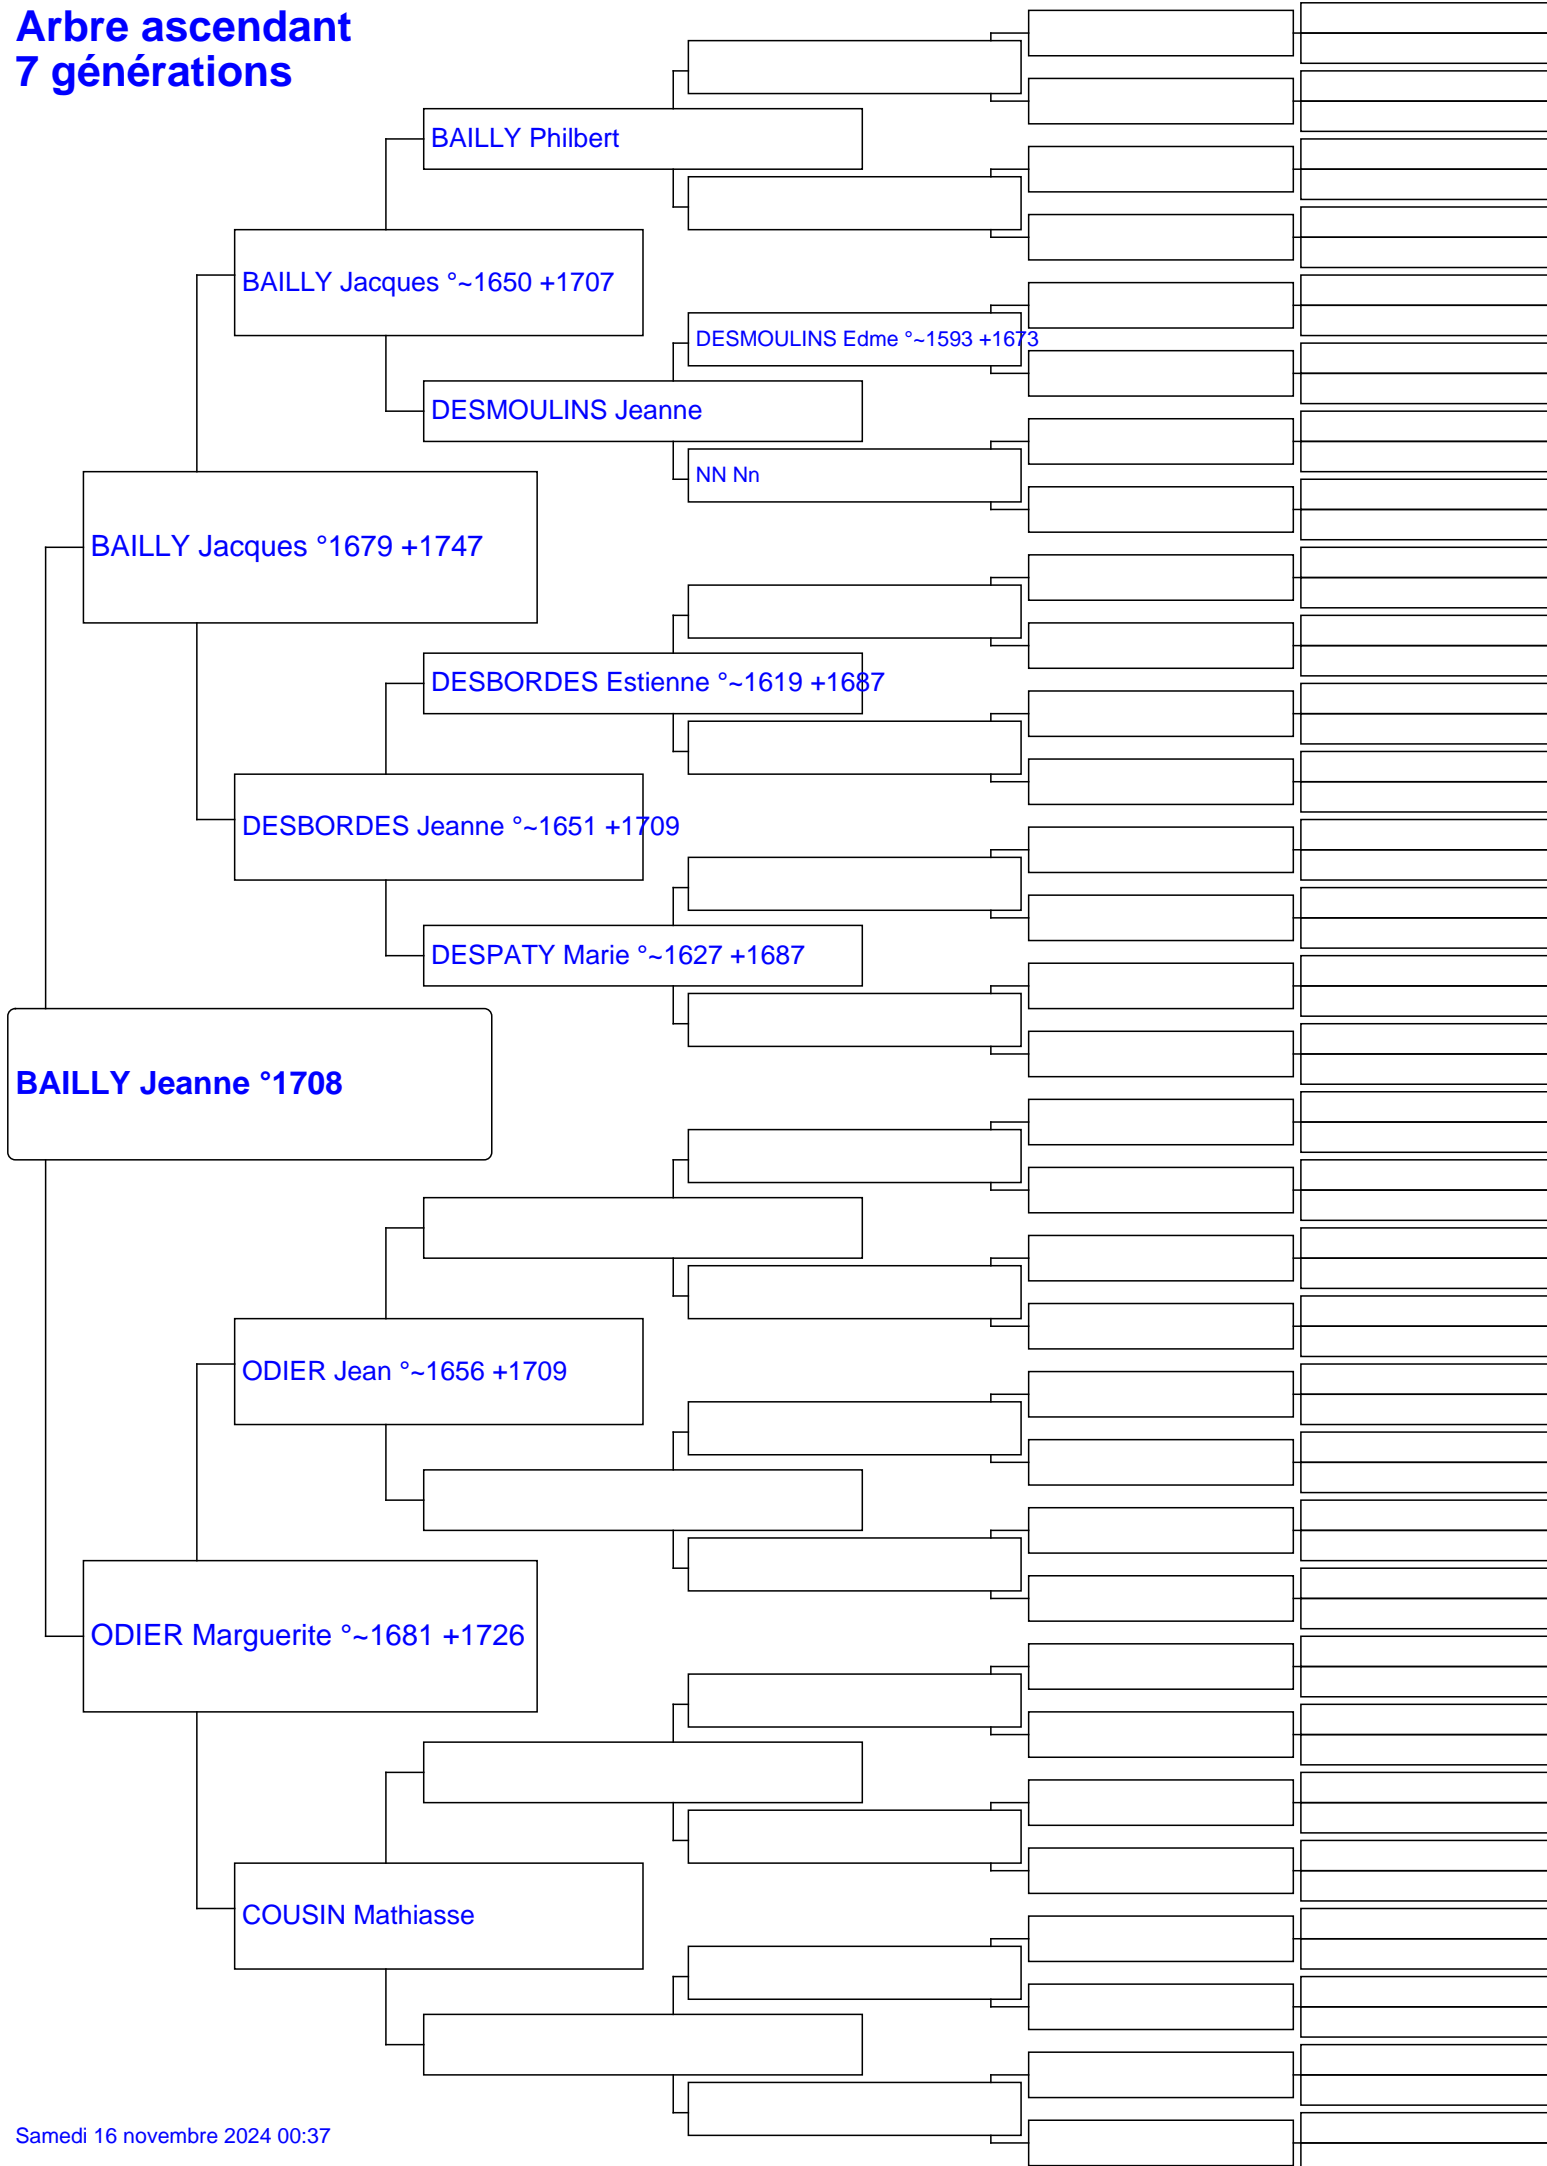 Arbre ascendant
7 générations
BAILLY Philbert
BAILLY Jacques °~1650 +1707
DESMOULINS Edme °~1593 +1673
DESMOULINS Jeanne
NN Nn
BAILLY Jacques °1679 +1747
DESBORDES Estienne °~1619 +1687
DESBORDES Jeanne °~1651 +1709
DESPATY Marie °~1627 +1687
BAILLY Jeanne °1708
ODIER Jean °~1656 +1709
ODIER Marguerite °~1681 +1726
COUSIN Mathiasse
Samedi 16 novembre 2024 00:37